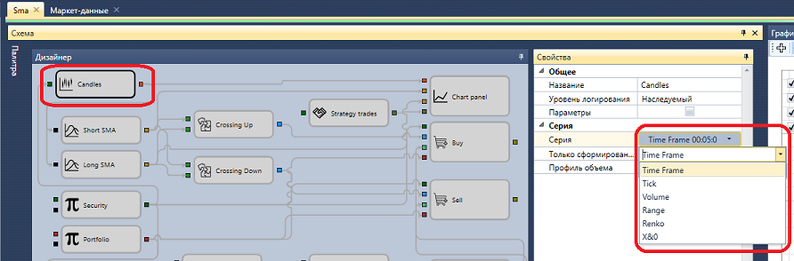 Sma
Маркет-данные
Схема
Графи
Палитра
Дизайнер
Свойства
Candles
Short SMA
Long SMA
Crossing Up
Crossing Down
Strategy trades
Chart panel
Buy
Sell
Security
Portfolio
Общее
Название Candles
Уровень логирования Наследуемый
Параметры
Серия
Серия Time Frame 00:05:0
Только сформирован... Time Frame
Профиль объема Time Frame
Tick
Volume
Range
Renko
X&0